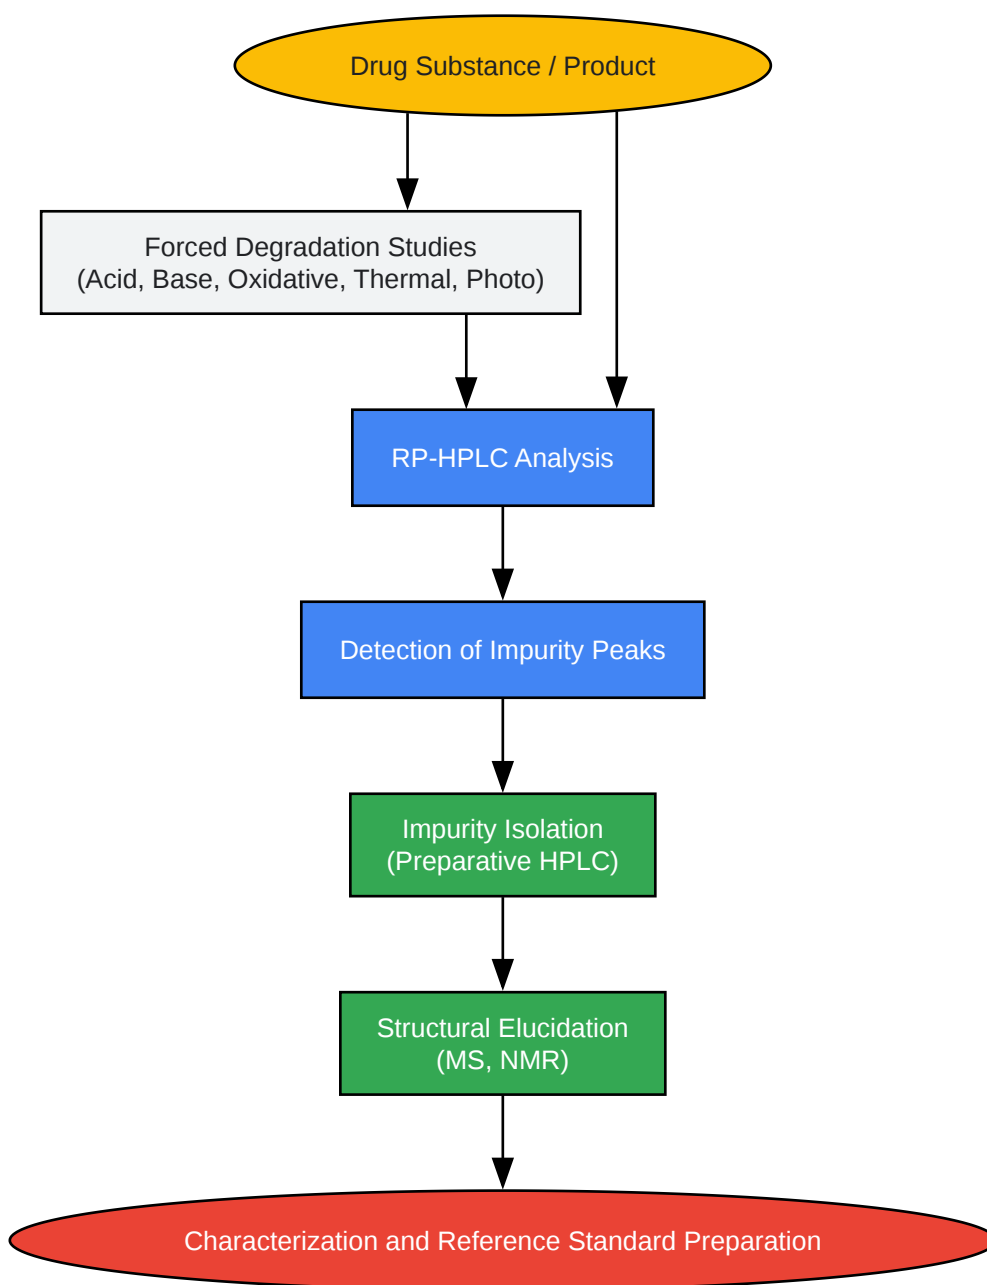 Drug Substance / Product
Forced Degradation Studies
(Acid, Base, Oxidative, Thermal, Photo)
RP-HPLC Analysis
Detection of Impurity Peaks
Impurity Isolation
(Preparative HPLC)
Structural Elucidation
(MS, NMR)
Characterization and Reference Standard Preparation